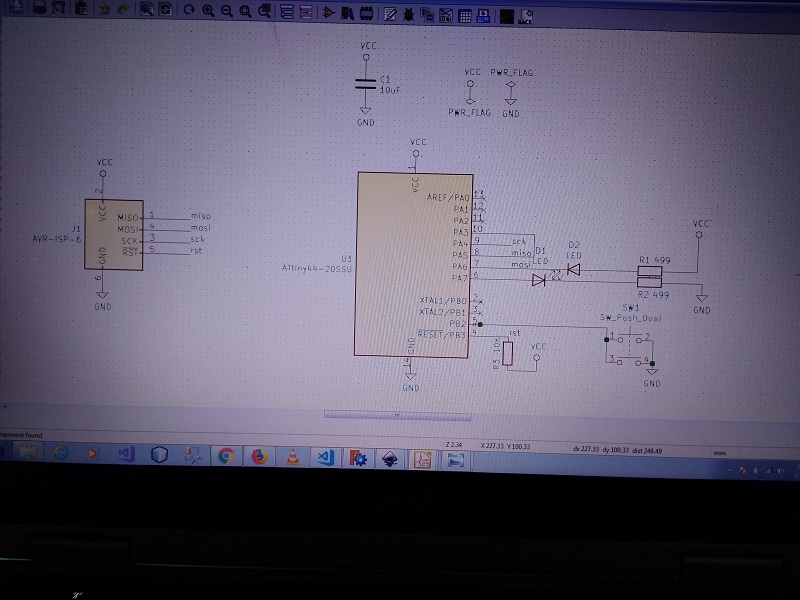 BACK
VCC
C1
10uF
GND
VCC PWR_FLAG
PWR_FLAG GND
VCC
2
VCC
J1
AVR-ISP-6
MISO 1 miso
MOSI 4 mosi
SCK 3 sck
RST 5 rst
GND
6
GND
VCC
1
VCC
U1
ATtiny44-20SSU
AREF/PA0 13
PA1 12
PA2 11
PA3 10
PA4 9 sck
PA5 8 miso
PA6 7 mosi
PA7 6
XTAL1/PB0 2
XTAL2/PB1 3
PB2 5
RESET/PB3 4
GND
14
GND
D1
LED
D2
LED
R1 499
R2 499
VCC
GND
SW1
SW_Push_Dual
1 2
3 4
GND
rst
R3 10k
VCC
mponent found
Z 2.34
X 227.33 Y 100.33
dx 227.33 dy 100.33 dist 248.49
mm